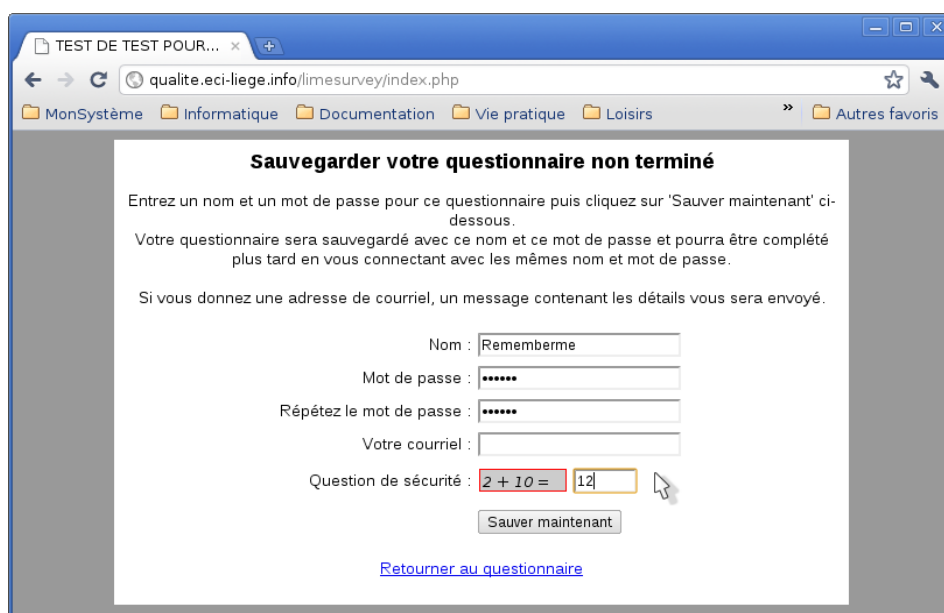 TEST DE TEST POUR...
qualite.eci-liege.info/limesurvey/index.php
MonSystème Informatique Documentation Vie pratique Loisirs » Autres favoris
Sauvegarder votre questionnaire non terminé
Entrez un nom et un mot de passe pour ce questionnaire puis cliquez sur 'Sauver maintenant' ci-
dessous.
Votre questionnaire sera sauvegardé avec ce nom et ce mot de passe et pourra être complété
plus tard en vous connectant avec les mêmes nom et mot de passe.
Si vous donnez une adresse de courriel, un message contenant les détails vous sera envoyé.
Nom : Rememberme
Mot de passe : ••••••
Répétez le mot de passe : ••••••
Votre courriel :
Question de sécurité : 2 + 10 = 12
Sauver maintenant
Retourner au questionnaire